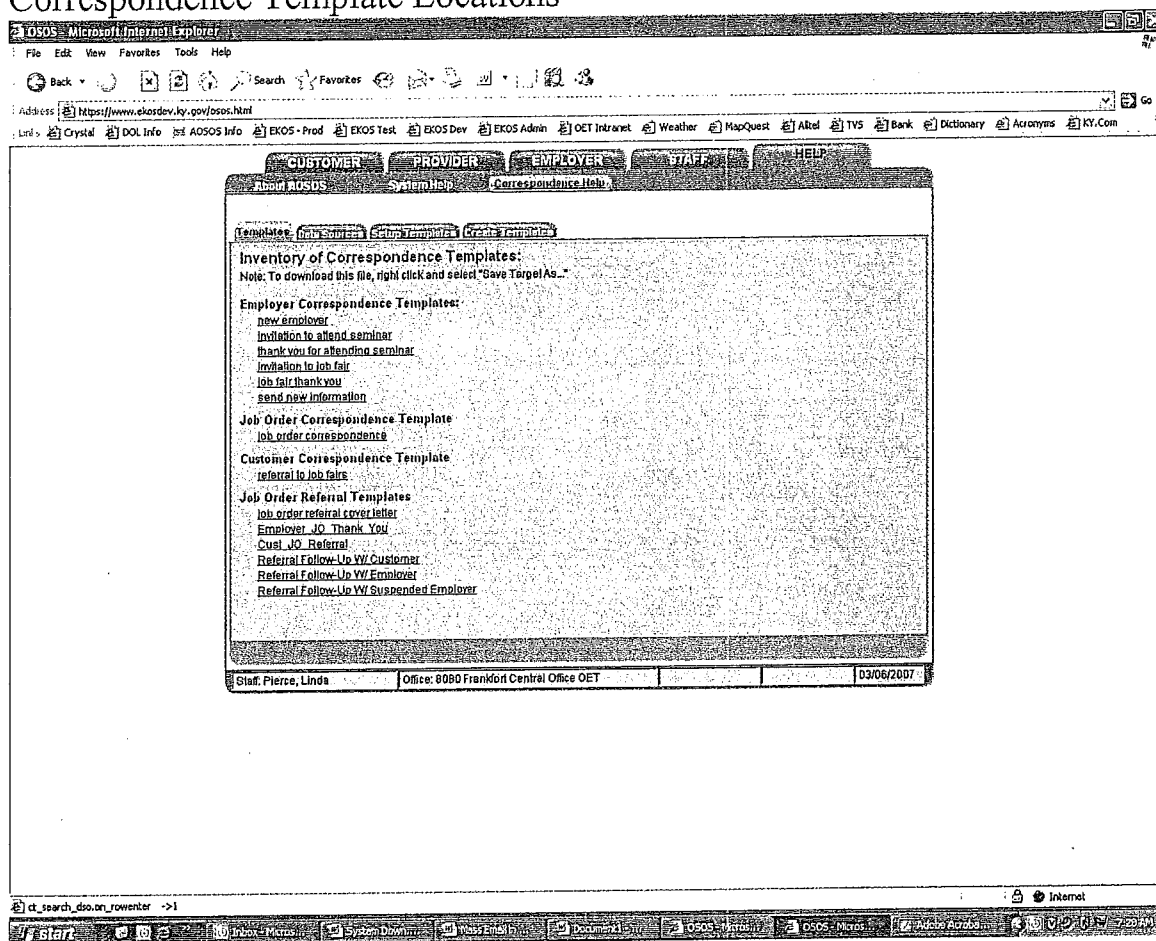 Correspondence Template Locations
OSOS - Microsoft Internet Explorer
File Edit View Favorites Tools Help
Back Search Favorites
Address https://www.ekosdev.ky.gov/osos.html Go
Links Crystal DOL Info AOSOS Info EKOS - Prod EKOS Test EKOS Dev EKOS Admin OET Intranet Weather MapQuest Alltel TVS Bank Dictionary Acronyms KY.Com
CUSTOMER PROVIDER EMPLOYER STAFF HELP
About AOSOS System Help Correspondence Help
Templates Data Sources Setup Templates Create Templates
Inventory of Correspondence Templates:
Note: To download this file, right click and select "Save Target As..."
Employer Correspondence Templates:
new employer
invitation to attend seminar
thank you for attending seminar
invitation to job fair
job fair thank you
send new information
Job Order Correspondence Template
job order correspondence
Customer Correspondence Template
referral to job fairs
Job Order Referral Templates
job order referral cover letter
Employer_JO_Thank_You
Cust_JO_Referral
Referral Follow-Up W/ Customer
Referral Follow-Up W/ Employer
Referral Follow-Up W/ Suspended Employer
Staff: Pierce, Linda Office: 8080 Frankfort Central Office OET 03/06/2007
ct_search_dso.on_rowenter ->1 Internet
start Inbox - Micros... System Down... Mass Email h... Document1 - ... OSOS - Micros... OSOS - Micros... Adobe Acroba... 7:20 AM